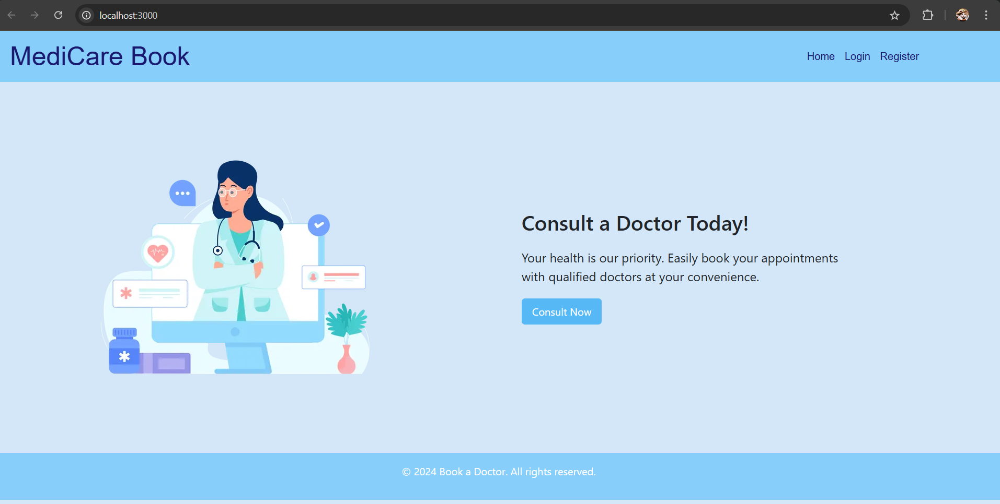 localhost:3000
MediCare Book
Home Login Register
Consult a Doctor Today!
Your health is our priority. Easily book your appointments
with qualified doctors at your convenience.
Consult Now
© 2024 Book a Doctor. All rights reserved.